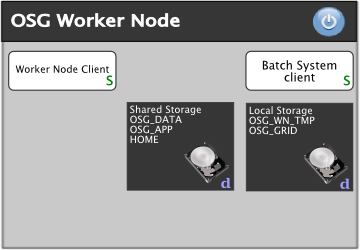 OSG Worker Node
Worker Node Client
S
Batch System
client
S
Shared Storage
OSG_DATA
OSG_APP
HOME
d
Local Storage
OSG_WN_TMP
OSG_GRID
d